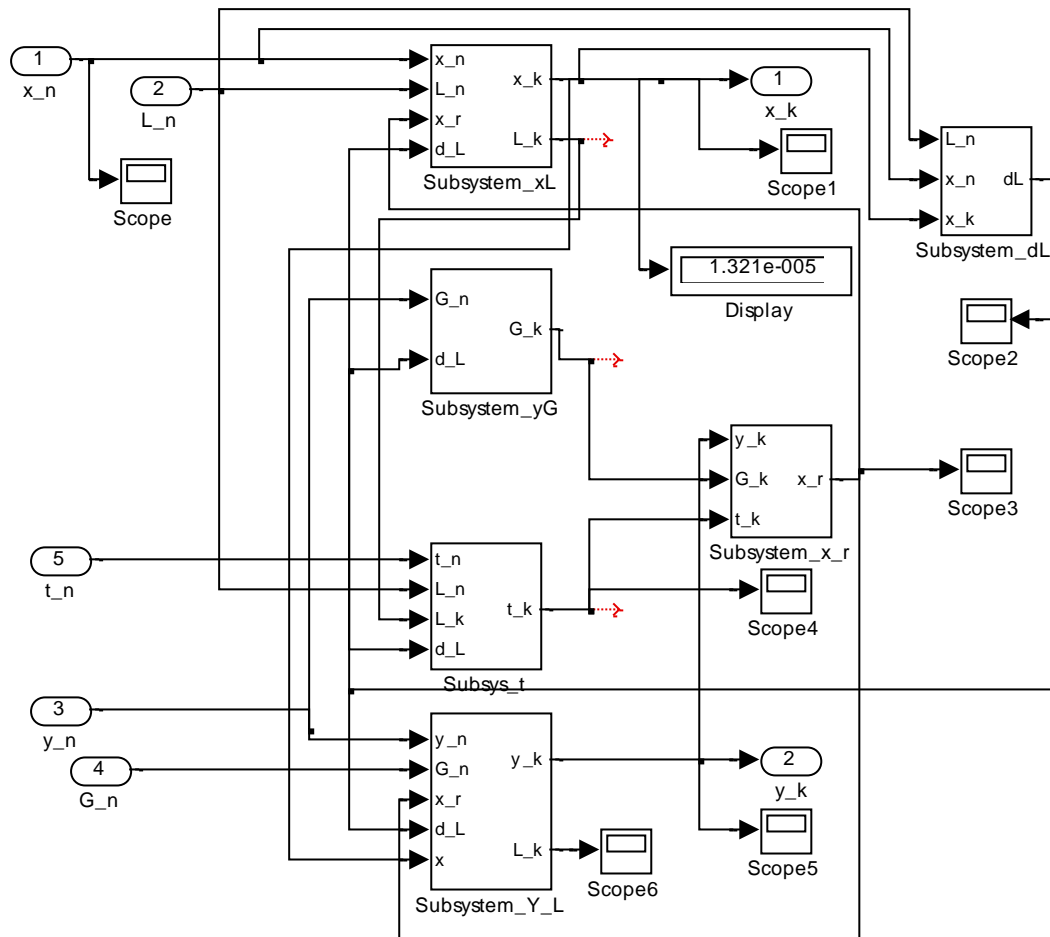 1
x_n
2
L_n
Scope
x_n
L_n
x_r
d_L
x_k
L_k
Subsystem_xL
1
x_k
Scope1
L_n
x_n
x_k
dL
Subsystem_dL
1.321e-005
Display
Scope2
G_n
d_L
G_k
Subsystem_yG
y_k
G_k
t_k
x_r
Subsystem_x_r
Scope3
5
t_n
t_n
L_n
L_k
d_L
t_k
Subsys_t
Scope4
3
y_n
4
G_n
y_n
G_n
x_r
d_L
x
y_k
L_k
Subsystem_Y_L
2
y_k
Scope5
Scope6